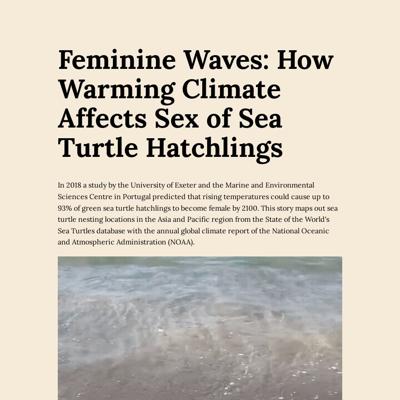 Feminine Waves: How
Warming Climate
Affects Sex of Sea
Turtle Hatchlings
In 2018 a study by the University of Exeter and the Marine and Environmental
Sciences Centre in Portugal predicted that rising temperatures could cause up to
93% of green sea turtle hatchlings to become female by 2100. This story maps out sea
turtle nesting locations in the Asia and Pacific region from the State of the World's
Sea Turtles database with the annual global climate report of the National Oceanic
and Atmospheric Administration (NOAA).